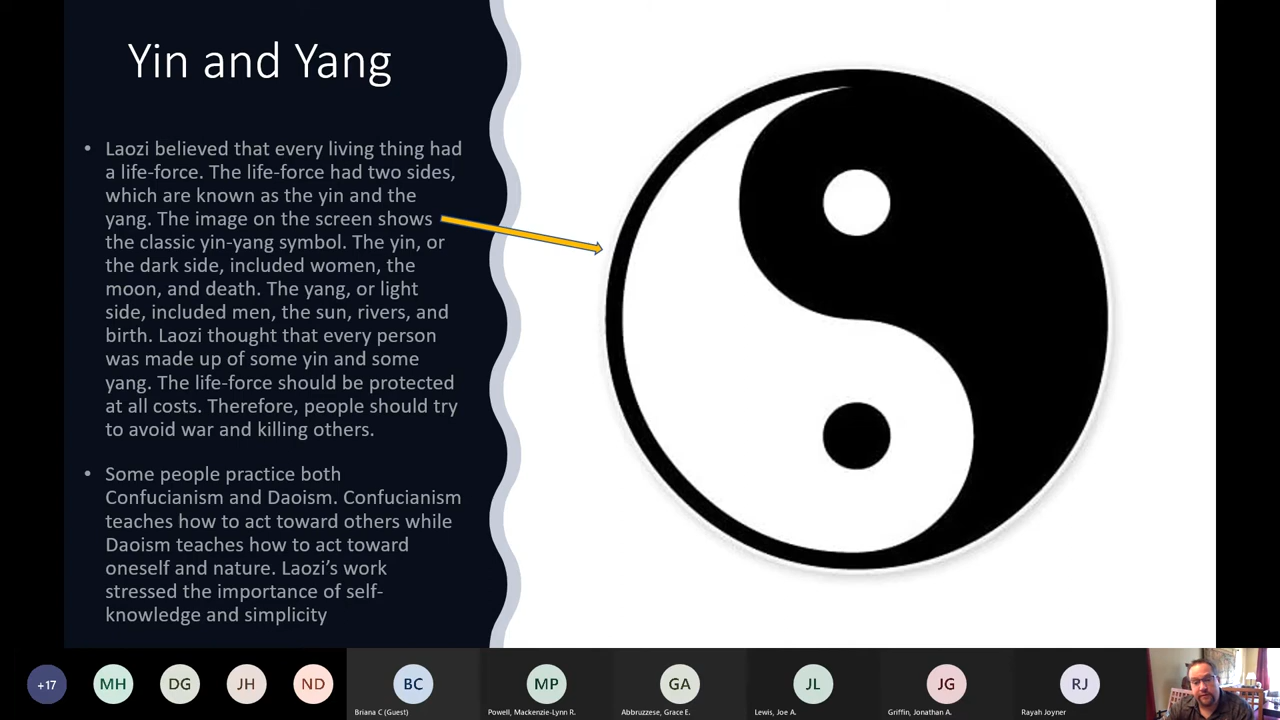 Yin and Yang
• Laozi believed that every living thing had
a life-force. The life-force had two sides,
which are known as the yin and the
yang. The image on the screen shows
the classic yin-yang symbol. The yin, or
the dark side, included women, the
moon, and death. The yang, or light
side, included men, the sun, rivers, and
birth. Laozi thought that every person
was made up of some yin and some
yang. The life-force should be protected
at all costs. Therefore, people should try
to avoid war and killing others.
• Some people practice both
Confucianism and Daoism. Confucianism
teaches how to act toward others while
Daoism teaches how to act toward
oneself and nature. Laozi’s work
stressed the importance of self-
knowledge and simplicity
+17 MH DG JH ND BC MP GA JL JG RJ
Briana C (Guest) Powell, Mackenzie-Lynn R. Abbruzzese, Grace E. Lewis, Joe A. Griffin, Jonathan A. Rayah Joyner